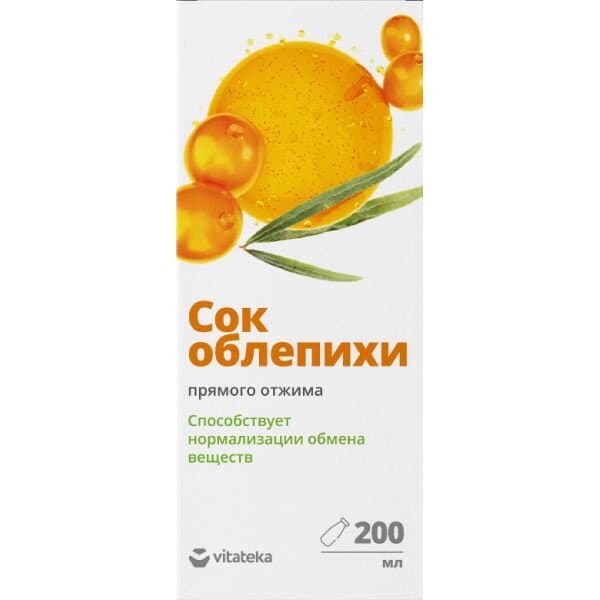 Сок
облепихи
прямого отжима
Способствует
нормализации обмена
веществ
vitateka
200
мл